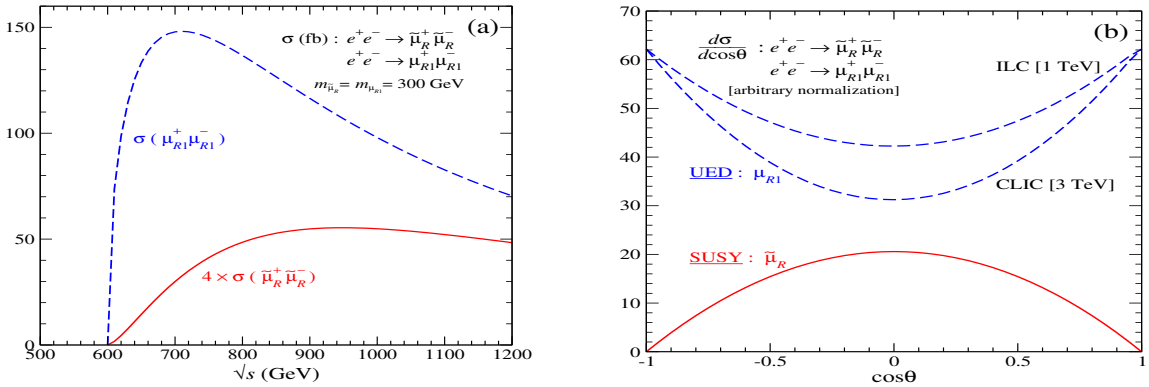 (a)
σ (fb) : e⁺e⁻ → μ̃⁺_R μ̃⁻_R
e⁺e⁻ → μ⁺_R1 μ⁻_R1
m_μ̃R = m_μR1 = 300 GeV
σ ( μ⁺_R1 μ⁻_R1 )
4 × σ ( μ̃⁺_R μ̃⁻_R )
150
100
50
0
500 600 700 800 900 1000 1100 1200
√s (GeV)
(b)
dσ/dcosθ : e⁺e⁻ → μ̃⁺_R μ̃⁻_R
e⁺e⁻ → μ⁺_R1 μ⁻_R1
[arbitrary normalization]
ILC [1 TeV]
UED : μ_R1
CLIC [3 TeV]
SUSY : μ̃_R
70
60
50
40
30
20
10
0
-1 -0.5 0 0.5 1
cosθ